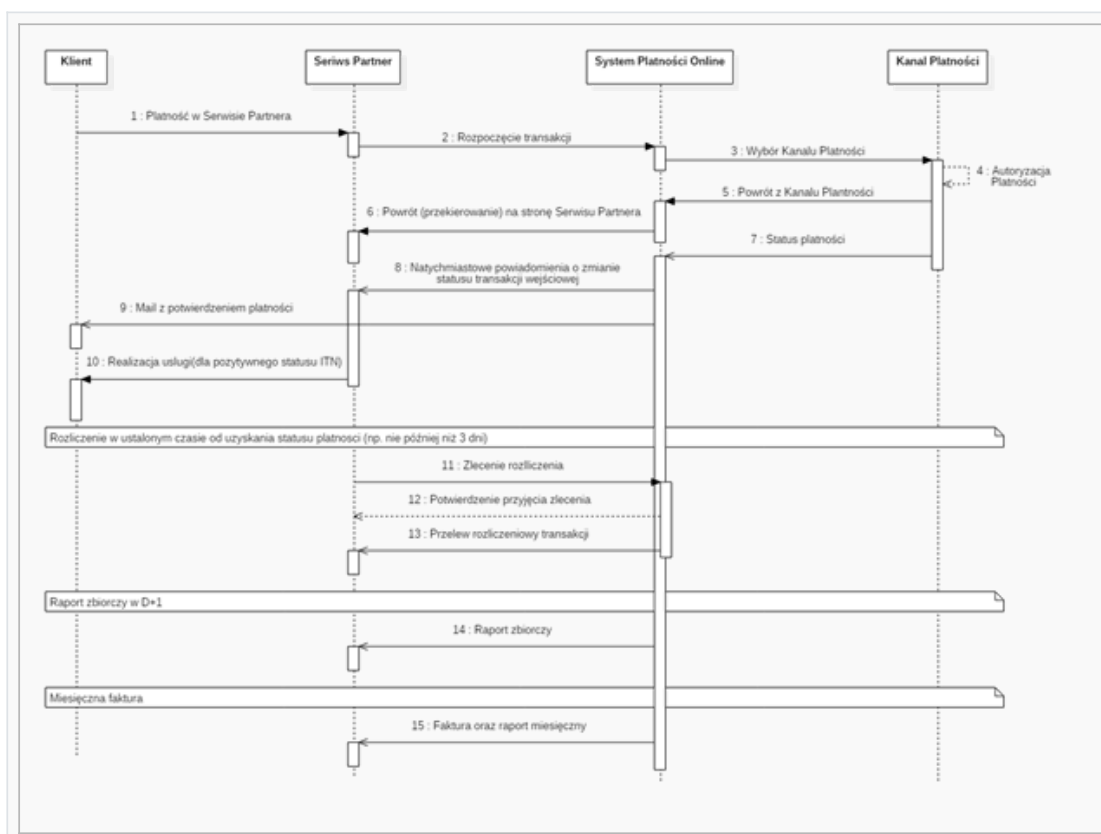 Klient
Seriws Partner
System Płatności Online
Kanał Płatności
1 : Płatność w Serwisie Partnera
2 : Rozpoczęcie transakcji
3 : Wybór Kanału Płatności
4 : Autoryzacja
Płatności
5 : Powrót z Kanału Plantności
6 : Powrót (przekierowanie) na stronę Serwisu Partnera
7 : Status płatności
8 : Natychmiastowe powiadomienia o zmianie
statusu transakcji wejściowej
9 : Mail z potwierdzeniem płatności
10 : Realizacja usługi(dla pozytywnego statusu ITN)
Rozliczenie w ustalonym czasie od uzyskania statusu płatnosci (np. nie później niż 3 dni)
11 : Zlecenie rozlliczenia
12 : Potwierdzenie przyjęcia zlecenia
13 : Przelew rozliczeniowy transakcji
Raport zbiorczy w D+1
14 : Raport zbiorczy
Miesięczna faktura
15 : Faktura oraz raport miesięczny